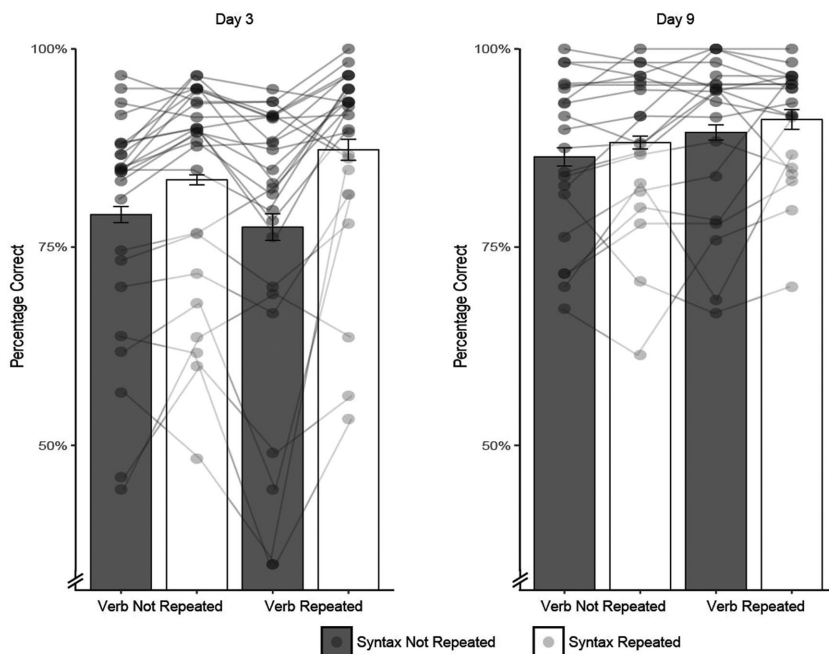 Day 3
Day 9
Percentage Correct
100%
75%
50%
Verb Not Repeated
Verb Repeated
Percentage Correct
100%
75%
50%
Verb Not Repeated
Verb Repeated
Syntax Not Repeated
Syntax Repeated